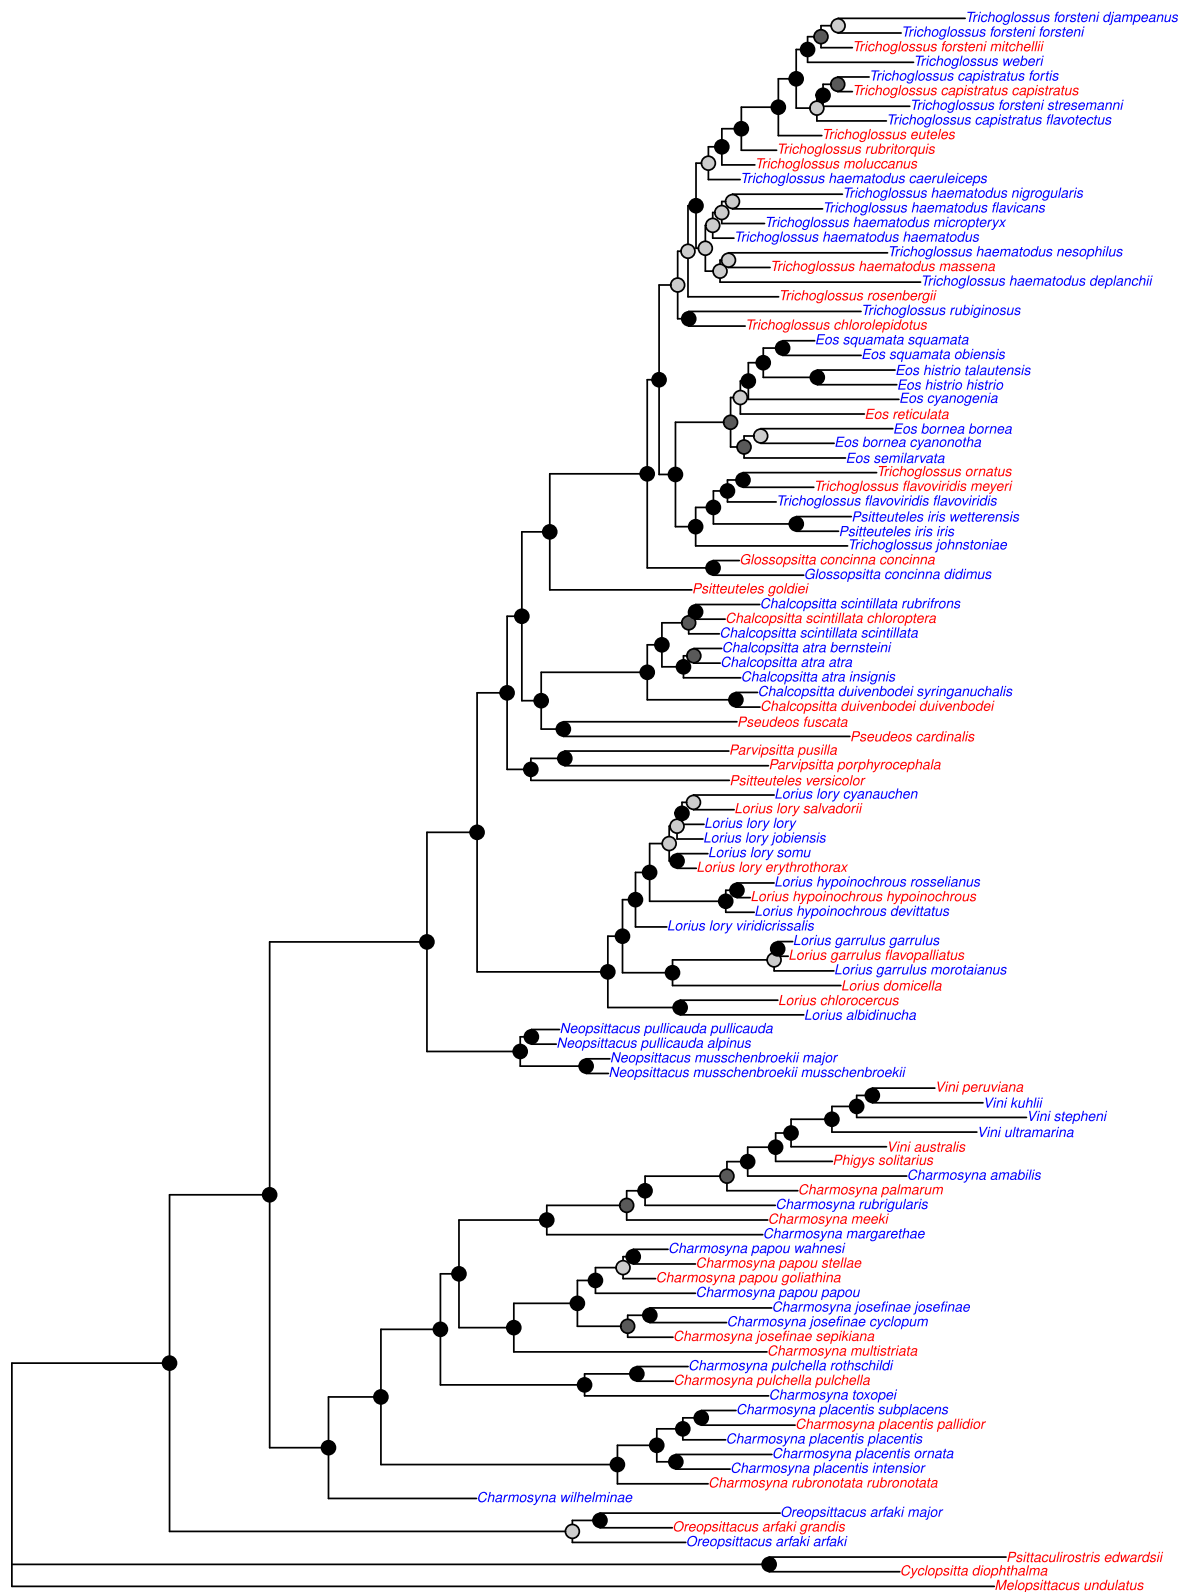 Trichoglossus forsteni djampeanus
Trichoglossus forsteni forsteni
Trichoglossus forsteni mitchellii
Trichoglossus weberi
Trichoglossus capistratus fortis
Trichoglossus capistratus capistratus
Trichoglossus forsteni stresemanni
Trichoglossus capistratus flavotectus
Trichoglossus euteles
Trichoglossus rubritorquis
Trichoglossus moluccanus
Trichoglossus haematodus caeruleiceps
Trichoglossus haematodus nigrogularis
Trichoglossus haematodus flavicans
Trichoglossus haematodus micropteryx
Trichoglossus haematodus haematodus
Trichoglossus haematodus nesophilus
Trichoglossus haematodus massena
Trichoglossus haematodus deplanchii
Trichoglossus rosenbergii
Trichoglossus rubiginosus
Trichoglossus chlorolepidotus
Eos squamata squamata
Eos squamata obiensis
Eos histrio talautensis
Eos histrio histrio
Eos cyanogenia
Eos reticulata
Eos bornea bornea
Eos bornea cyanonotha
Eos semilarvata
Trichoglossus ornatus
Trichoglossus flavoviridis meyeri
Trichoglossus flavoviridis flavoviridis
Psitteuteles iris wetterensis
Psitteuteles iris iris
Trichoglossus johnstoniae
Glossopsitta concinna concinna
Glossopsitta concinna didimus
Psitteuteles goldiei
Chalcopsitta scintillata rubrifrons
Chalcopsitta scintillata chloroptera
Chalcopsitta scintillata scintillata
Chalcopsitta atra bernsteini
Chalcopsitta atra atra
Chalcopsitta atra insignis
Chalcopsitta duivenbodei syringanuchalis
Chalcopsitta duivenbodei duivenbodei
Pseudeos fuscata
Pseudeos cardinalis
Parvipsitta pusilla
Parvipsitta porphyrocephala
Psitteuteles versicolor
Lorius lory cyanauchen
Lorius lory salvadorii
Lorius lory lory
Lorius lory jobiensis
Lorius lory somu
Lorius lory erythrothorax
Lorius hypoinochrous rosselianus
Lorius hypoinochrous hypoinochrous
Lorius hypoinochrous devittatus
Lorius lory viridicrissalis
Lorius garrulus garrulus
Lorius garrulus flavopalliatus
Lorius garrulus morotaianus
Lorius domicella
Lorius chlorocercus
Lorius albidinucha
Neopsittacus pullicauda pullicauda
Neopsittacus pullicauda alpinus
Neopsittacus musschenbroekii major
Neopsittacus musschenbroekii musschenbroekii
Vini peruviana
Vini kuhlii
Vini stepheni
Vini ultramarina
Vini australis
Phigys solitarius
Charmosyna amabilis
Charmosyna palmarum
Charmosyna rubrigularis
Charmosyna meeki
Charmosyna margarethae
Charmosyna papou wahnesi
Charmosyna papou stellae
Charmosyna papou goliathina
Charmosyna papou papou
Charmosyna josefinae josefinae
Charmosyna josefinae cyclopum
Charmosyna josefinae sepikiana
Charmosyna multistriata
Charmosyna pulchella rothschildi
Charmosyna pulchella pulchella
Charmosyna toxopei
Charmosyna placentis subplacens
Charmosyna placentis pallidior
Charmosyna placentis placentis
Charmosyna placentis ornata
Charmosyna placentis intensior
Charmosyna rubronotata rubronotata
Charmosyna wilhelminae
Oreopsittacus arfaki major
Oreopsittacus arfaki grandis
Oreopsittacus arfaki arfaki
Psittaculirostris edwardsii
Cyclopsitta diophthalma
Melopsittacus undulatus